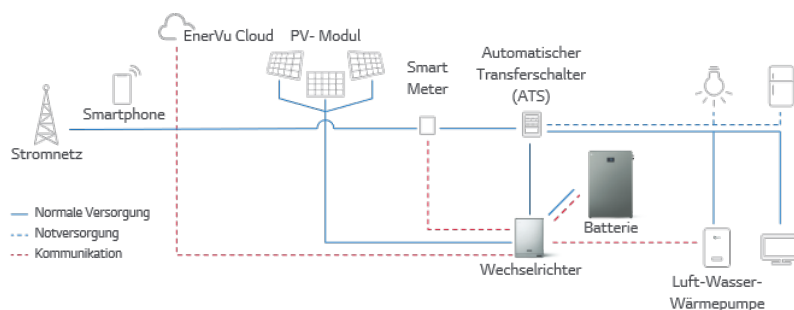 EnerVu Cloud
PV- Modul
Automatischer
Transferschalter
(ATS)
Smart
Meter
Smartphone
Stromnetz
Normale Versorgung
Notversorgung
Kommunikation
Batterie
Wechselrichter
Luft-Wasser-
Wärmepumpe